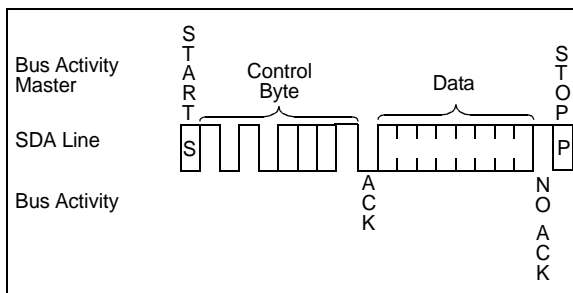 START
Bus Activity
Master
Control
Byte
Data
STOP
SDA Line
S
P
Bus Activity
ACK
NO ACK